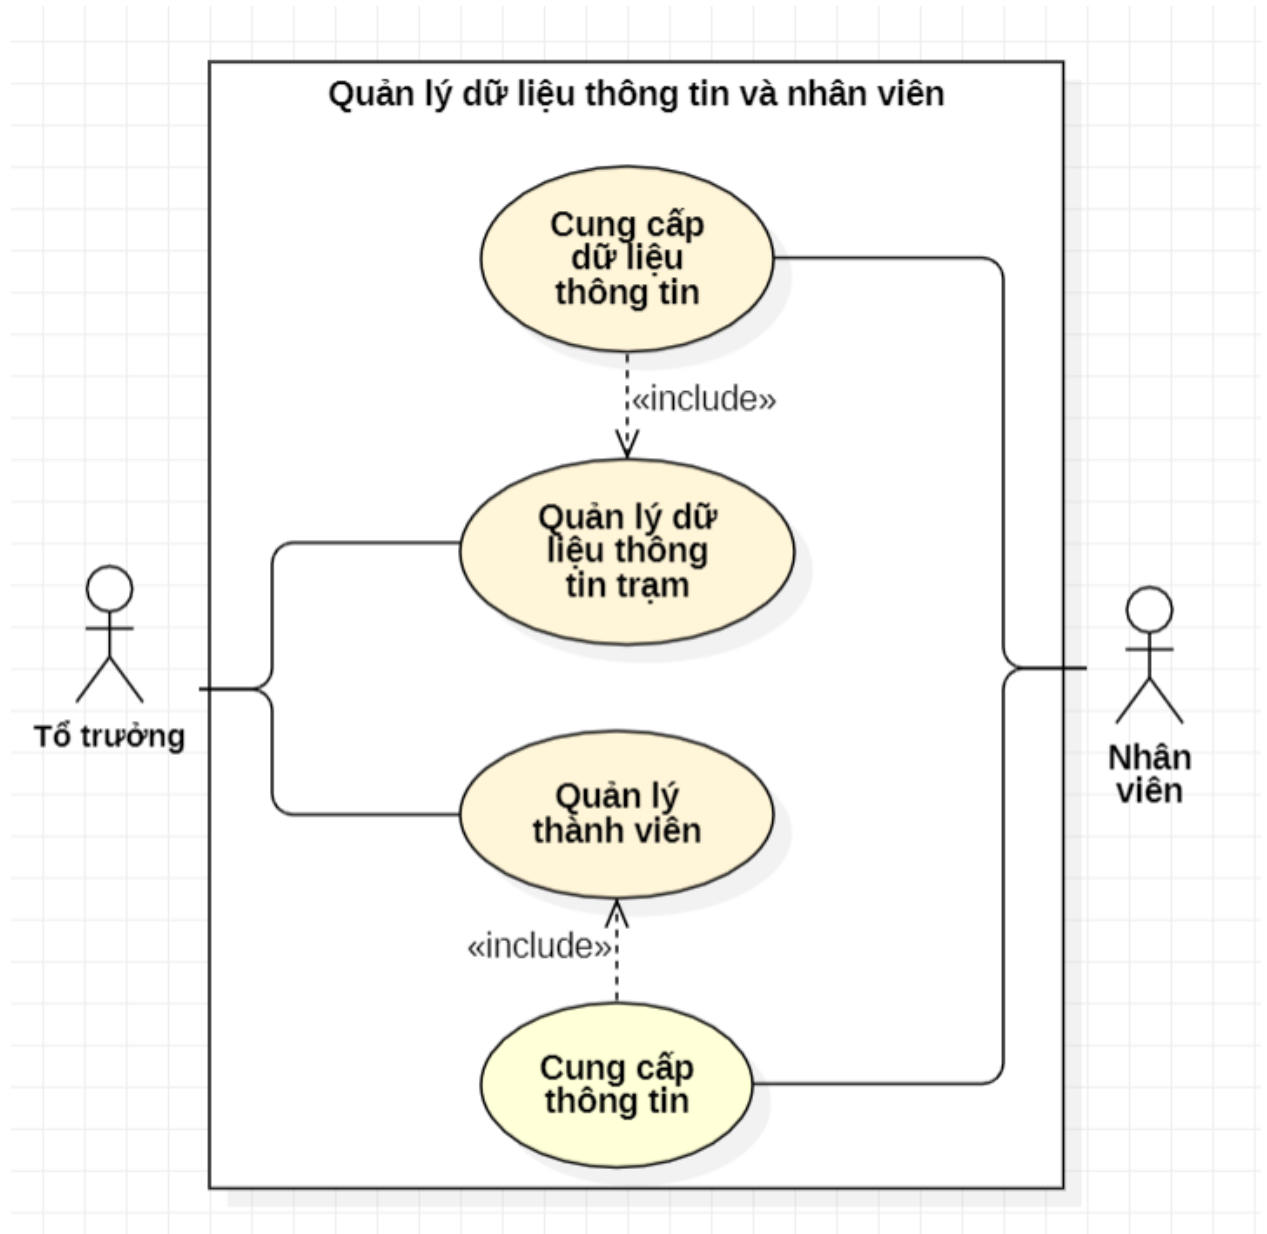 Quản lý dữ liệu thông tin và nhân viên
Cung cấp
dữ liệu
thông tin
«include»
Quản lý dữ
liệu thông
tin trạm
Tổ trưởng
Nhân
viên
Quản lý
thành viên
«include»
Cung cấp
thông tin